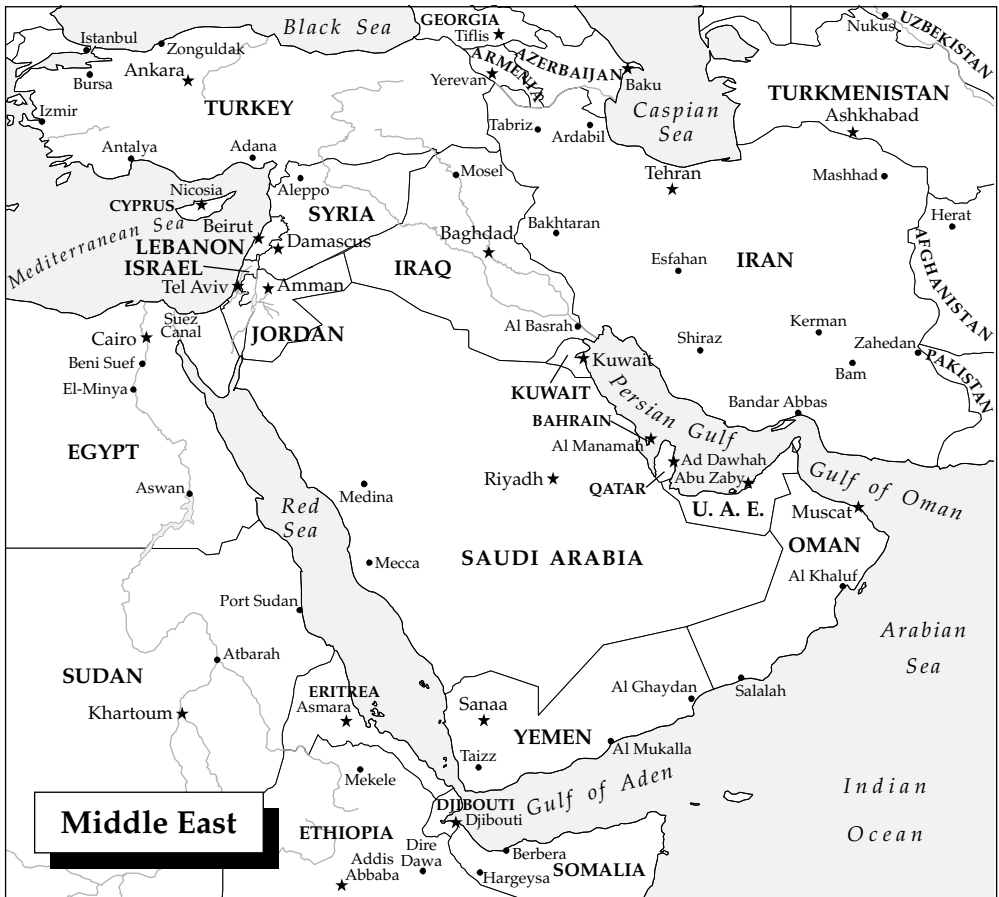 Black Sea
GEORGIA
Tiflis
Nukus
UZBEKISTAN
Istanbul
Zonguldak
Bursa
Ankara
ARMENIA
AZERBAIJAN
Yerevan
Baku
TURKEY
Izmir
Caspian
Sea
TURKMENISTAN
Ashkhabad
Tabriz
Ardabil
Antalya
Adana
Mosel
Tehran
Mashhad
Nicosia
CYPRUS
Aleppo
SYRIA
Mediterranean Sea
Beirut
LEBANON
Damascus
Baghdad
Bakhtaran
Herat
AFGHANISTAN
ISRAEL
Tel Aviv
Amman
IRAQ
Esfahan
IRAN
Suez
Canal
Cairo
JORDAN
Al Basrah
Shiraz
Kerman
Zahedan
PAKISTAN
Beni Suef
El-Minya
Kuwait
KUWAIT
Bam
Persian Gulf
Bandar Abbas
EGYPT
BAHRAIN
Al Manamah
Ad Dawhah
Abu Zaby
QATAR
U. A. E.
Gulf of Oman
Aswan
Medina
Riyadh
Muscat
Red
Sea
OMAN
SAUDI ARABIA
Mecca
Al Khaluf
Port Sudan
Arabian
Sea
Atbarah
SUDAN
Khartoum
ERITREA
Asmara
Sanaa
Al Ghaydan
Salalah
YEMEN
Taizz
Al Mukalla
Mekele
Gulf of Aden
Indian
Ocean
DJIBOUTI
Djibouti
Middle East
ETHIOPIA
Dire
Dawa
Addis
Abbaba
Berbera
Hargeysa
SOMALIA